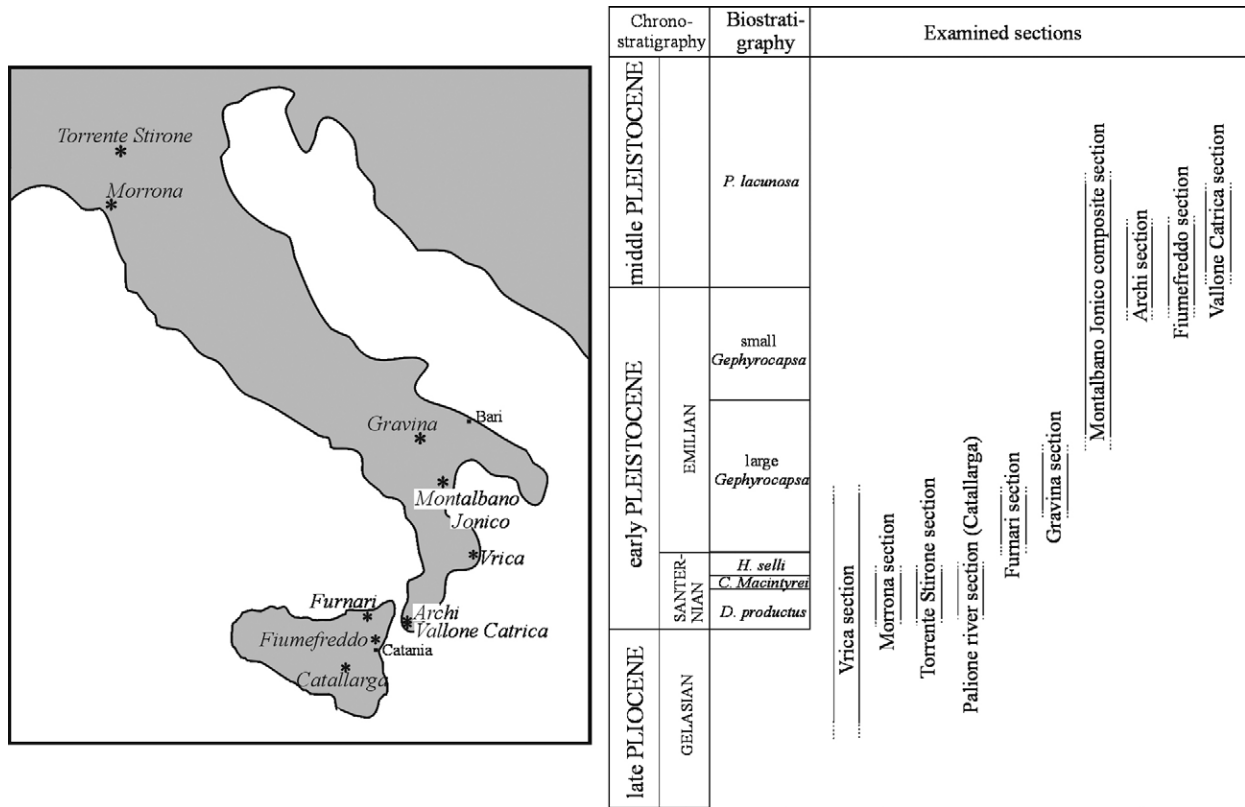 Torrente Stirone
Morrona
Bari
Gravina
Montalbano
Jonico
Vrica
Furnari
Archi
Vallone Catrica
Fiumefreddo
Catania
Catallarga
Chrono-
stratigraphy
Biostrati-
graphy
Examined sections
middle PLEISTOCENE
early PLEISTOCENE
late PLIOCENE
EMILIAN
SANTER-
NIAN
GELASIAN
P. lacunosa
small
Gephyrocapsa
large
Gephyrocapsa
H. selli
C. Macintyrei
D. productus
Vrica section
Morrona section
Torrente Stirone section
Palione river section (Catallarga)
Furnari section
Gravina section
Montalbano Jonico composite section
Archi section
Fiumefreddo section
Vallone Catrica section